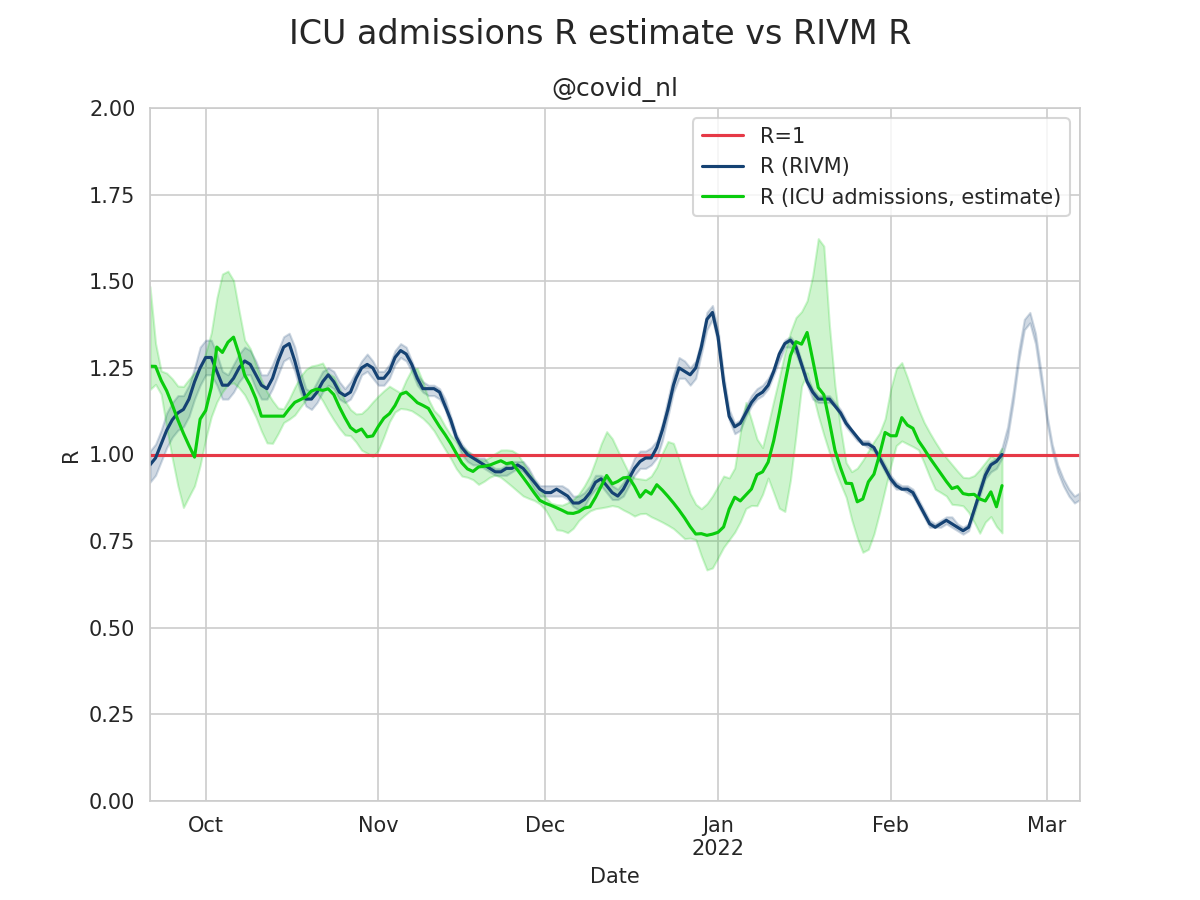 ICU admissions R estimate vs RIVM R
@covid_nl
R=1
R (RIVM)
R (ICU admissions, estimate)
2.00
1.75
1.50
1.25
1.00
0.75
0.50
0.25
0.00
R
Oct
Nov
Dec
Jan
2022
Feb
Mar
Date